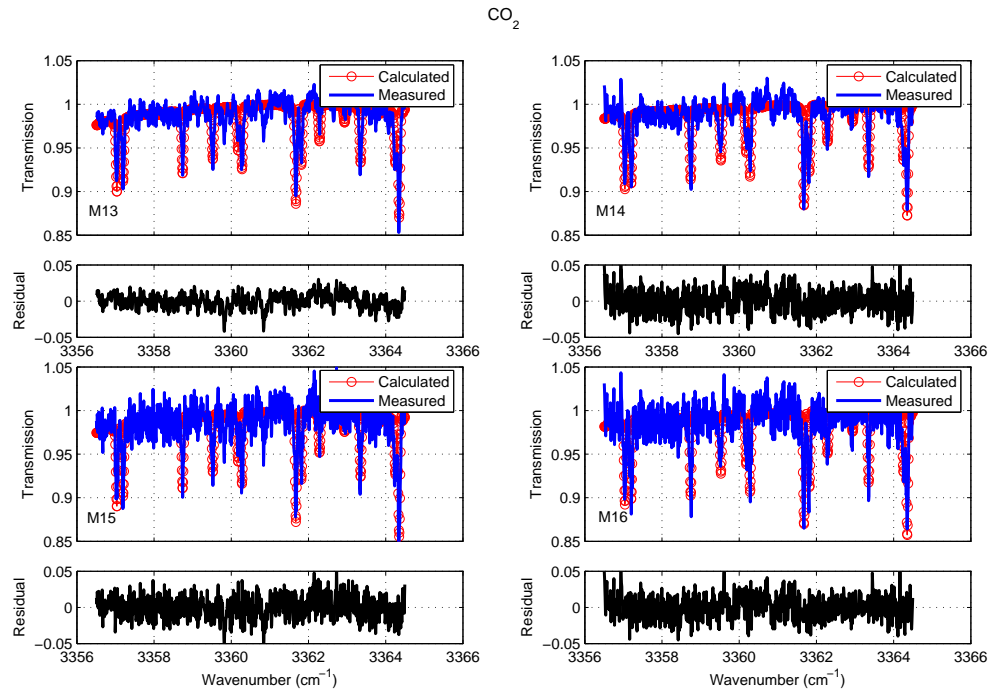 CO2
1.05
1
0.95
0.9
0.85
Transmission
Calculated
Measured
M13
0.05
0
−0.05
Residual
3356 3358 3360 3362 3364 3366
1.05
1
0.95
0.9
0.85
Transmission
Calculated
Measured
M14
0.05
0
−0.05
Residual
3356 3358 3360 3362 3364 3366
1.05
1
0.95
0.9
0.85
Transmission
Calculated
Measured
M15
0.05
0
−0.05
Residual
3356 3358 3360 3362 3364 3366
Wavenumber (cm−1)
1.05
1
0.95
0.9
0.85
Transmission
Calculated
Measured
M16
0.05
0
−0.05
Residual
3356 3358 3360 3362 3364 3366
Wavenumber (cm−1)